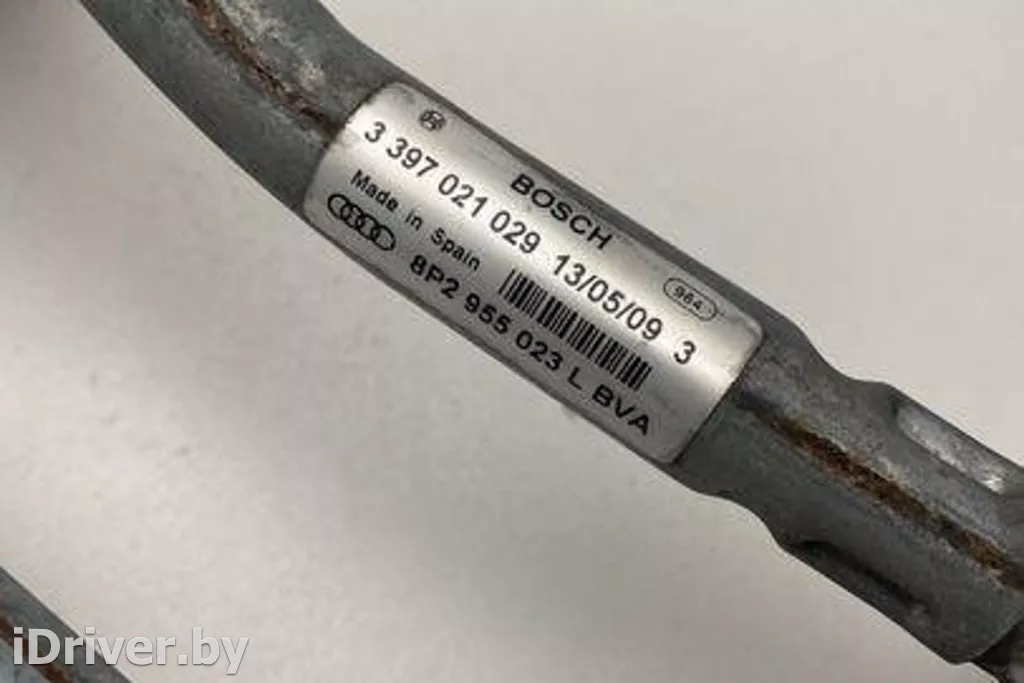 BOSCH
3 397 021 029 13/05/09 3
Made in Spain
984
8P2 955 023 L BVA
iDriver.by